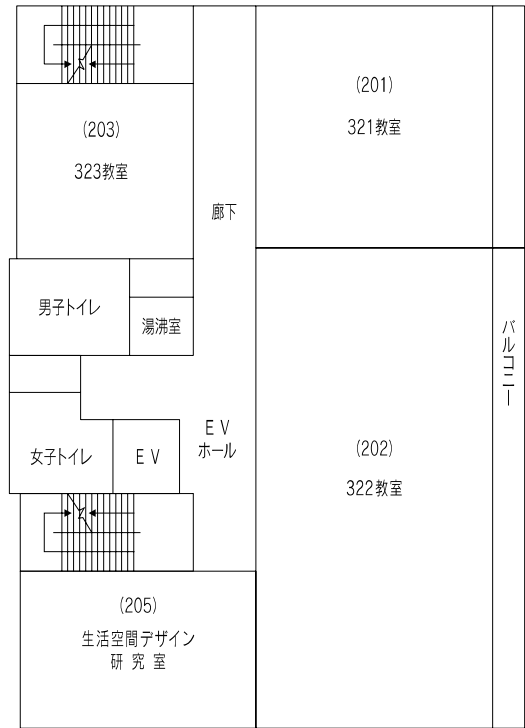 (201)
321教室
(203)
323教室
廊下
男子トイレ
湯沸室
バルコニー
EV
ホール
女子トイレ
EV
(202)
322教室
(205)
生活空間デザイン
研究室